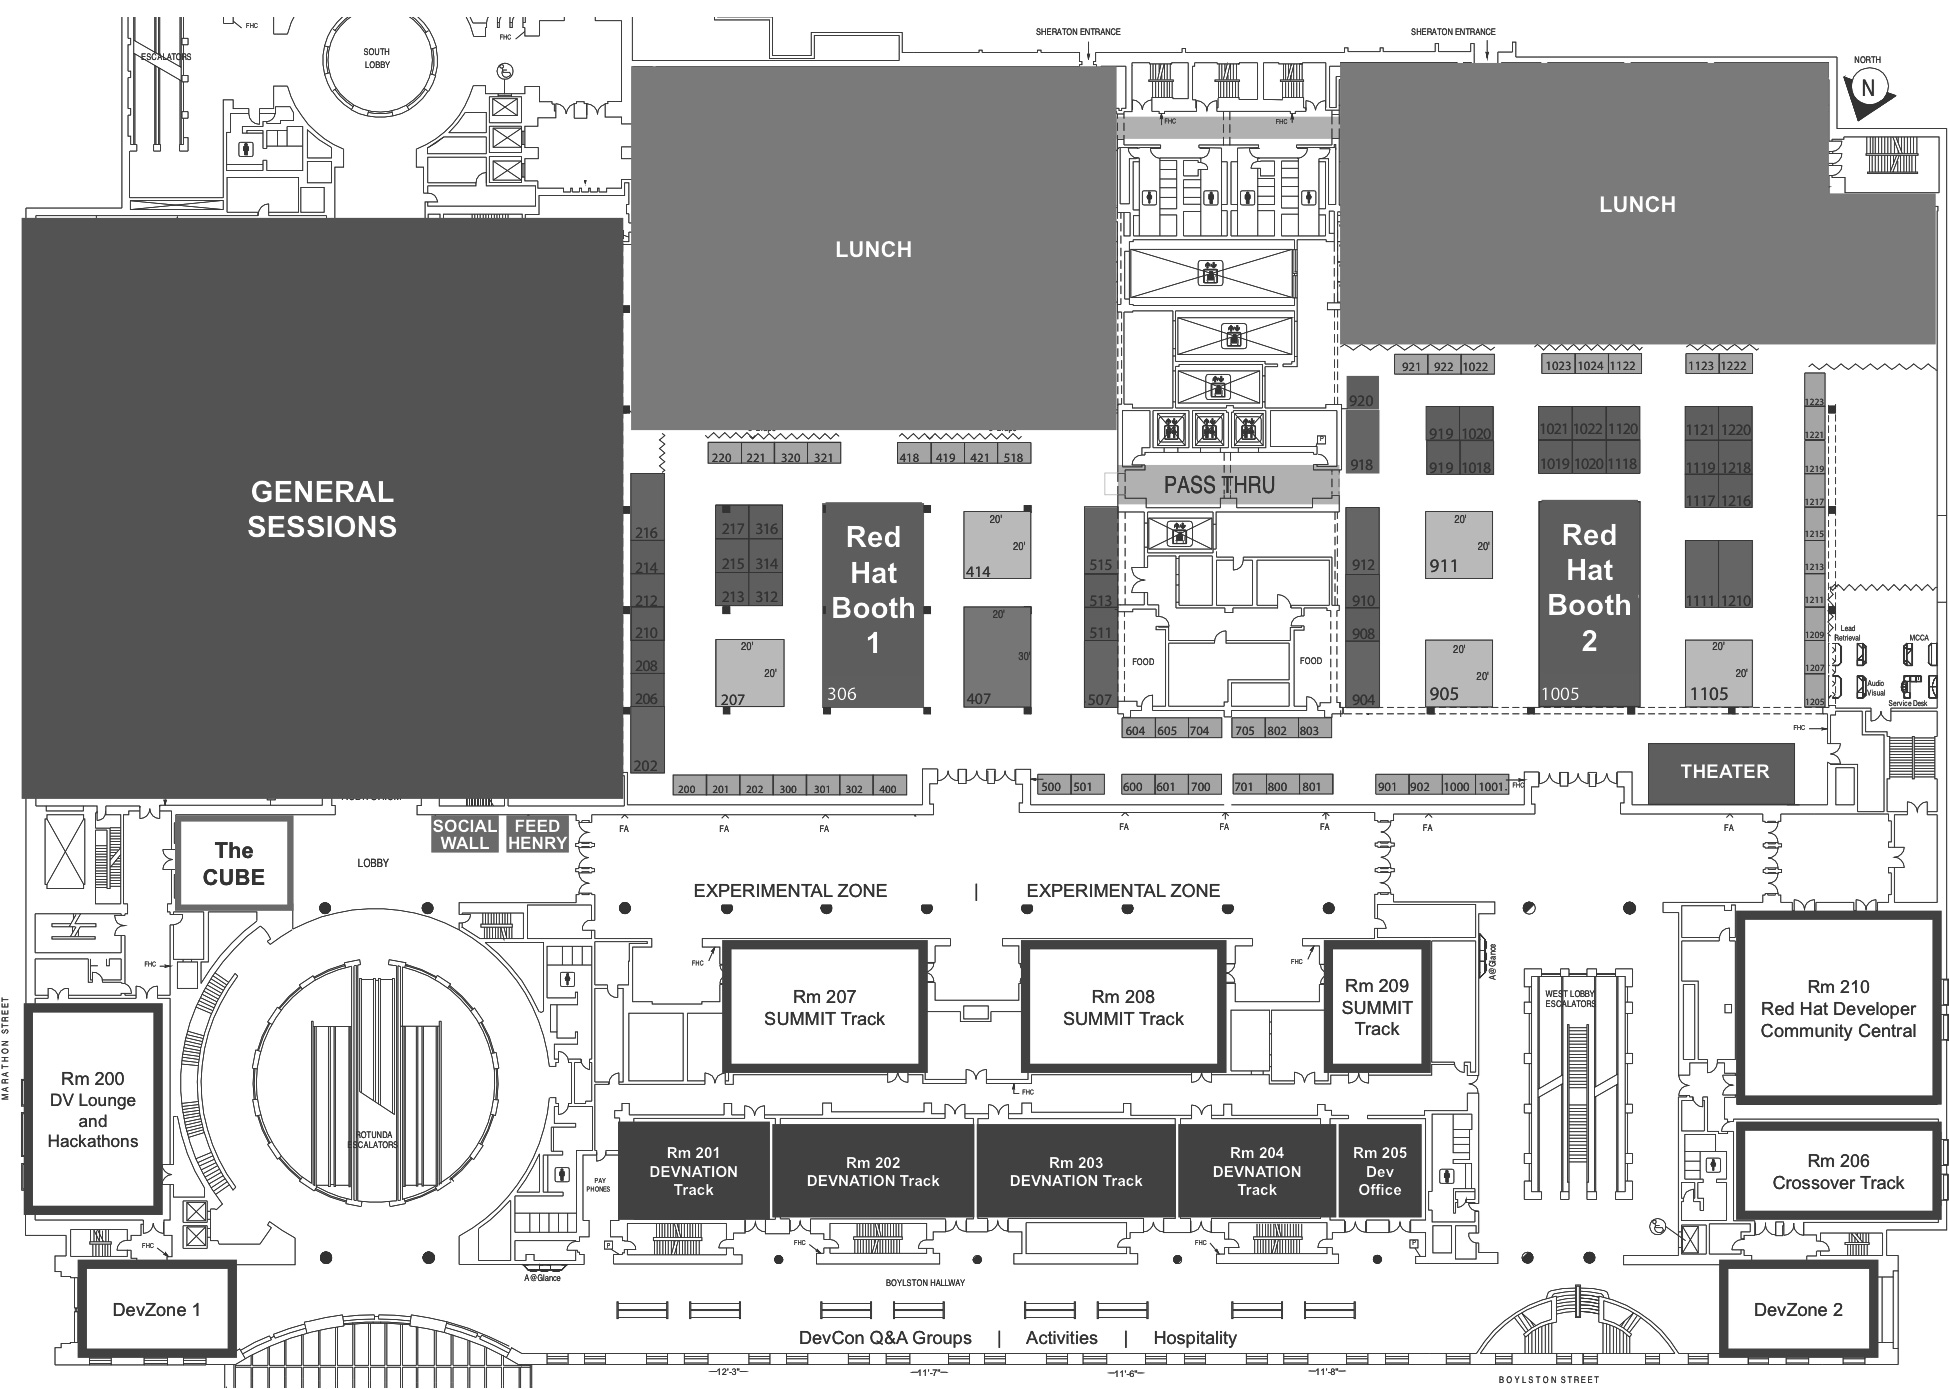 SHERATON ENTRANCE
SHERATON ENTRANCE
FHC
FHC
ESCALATORS
SOUTH
LOBBY
NORTH
N
FHC
FHC
LUNCH
LUNCH
GENERAL
SESSIONS
921 922 1022
1023 1024 1122
1123 1222
920
918
919 1020
919 1018
1021 1022 1120
1019 1020 1118
1121 1220
1119 1218
1117 1216
1223
1221
1219
1217
1215
1213
1211
1209
1207
1205
220 221 320 321
418 419 421 518
PASS THRU
P
216
214
212
210
208
206
202
217 316
215 314
213 312
20'
20'
207
Red
Hat
Booth
1
306
20'
20'
414
20'
30'
407
515
513
511
507
FOOD
FOOD
912
910
908
904
20'
20'
911
20'
20'
905
Red
Hat
Booth
2
1005
1111 1210
20'
20'
1105
Lead
Retrieval
MCCA
Audio
Visual
Service Desk
604 605 704
705 802 803
FHC
THEATER
200 201 202 300 301 302 400
500 501
600 601 700
701 800 801
901 902 1000 1001
FHC
The
CUBE
LOBBY
SOCIAL
WALL
FEED
HENRY
FA
FA
FA
FA
FA
FA
FA
FA
EXPERIMENTAL ZONE | EXPERIMENTAL ZONE
FHC
FHC
FHC
A@Glance
Rm 207
SUMMIT Track
Rm 208
SUMMIT Track
Rm 209
SUMMIT
Track
WEST LOBBY
ESCALATORS
Rm 210
Red Hat Developer
Community Central
MARATHON STREET
Rm 200
DV Lounge
and
Hackathons
ROTUNDA
ESCALATORS
FHC
PAY
PHONES
Rm 201
DEVNATION
Track
Rm 202
DEVNATION Track
Rm 203
DEVNATION Track
Rm 204
DEVNATION
Track
Rm 205
Dev
Office
Rm 206
Crossover Track
FHC
P
FHC
FHC
P
A@Glance
BOYLSTON HALLWAY
DevZone 1
DevZone 2
DevCon Q&A Groups | Activities | Hospitality
12'-3"
11'-7"
11'-6"
11'-8"
BOYLSTON STREET